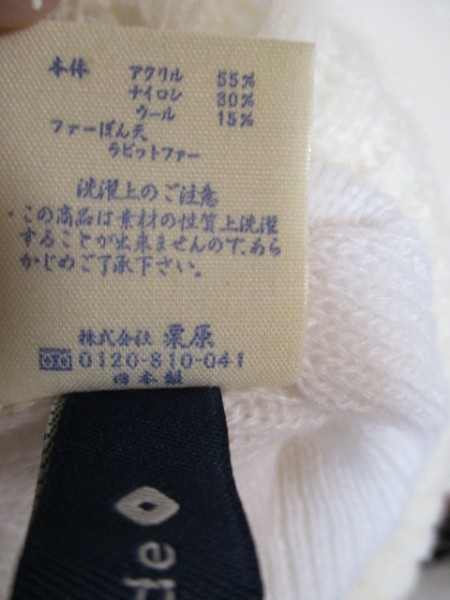 本体 アクリル 55%
ナイロン 30%
ウール 15%
ファーぼん天
ラビットファー
洗濯上のご注意
・この商品は素材の性質上洗濯
することが出来ませんので、あら
かじめご了承下さい。
株式会社 栗原
0120-810-041
日本製
de